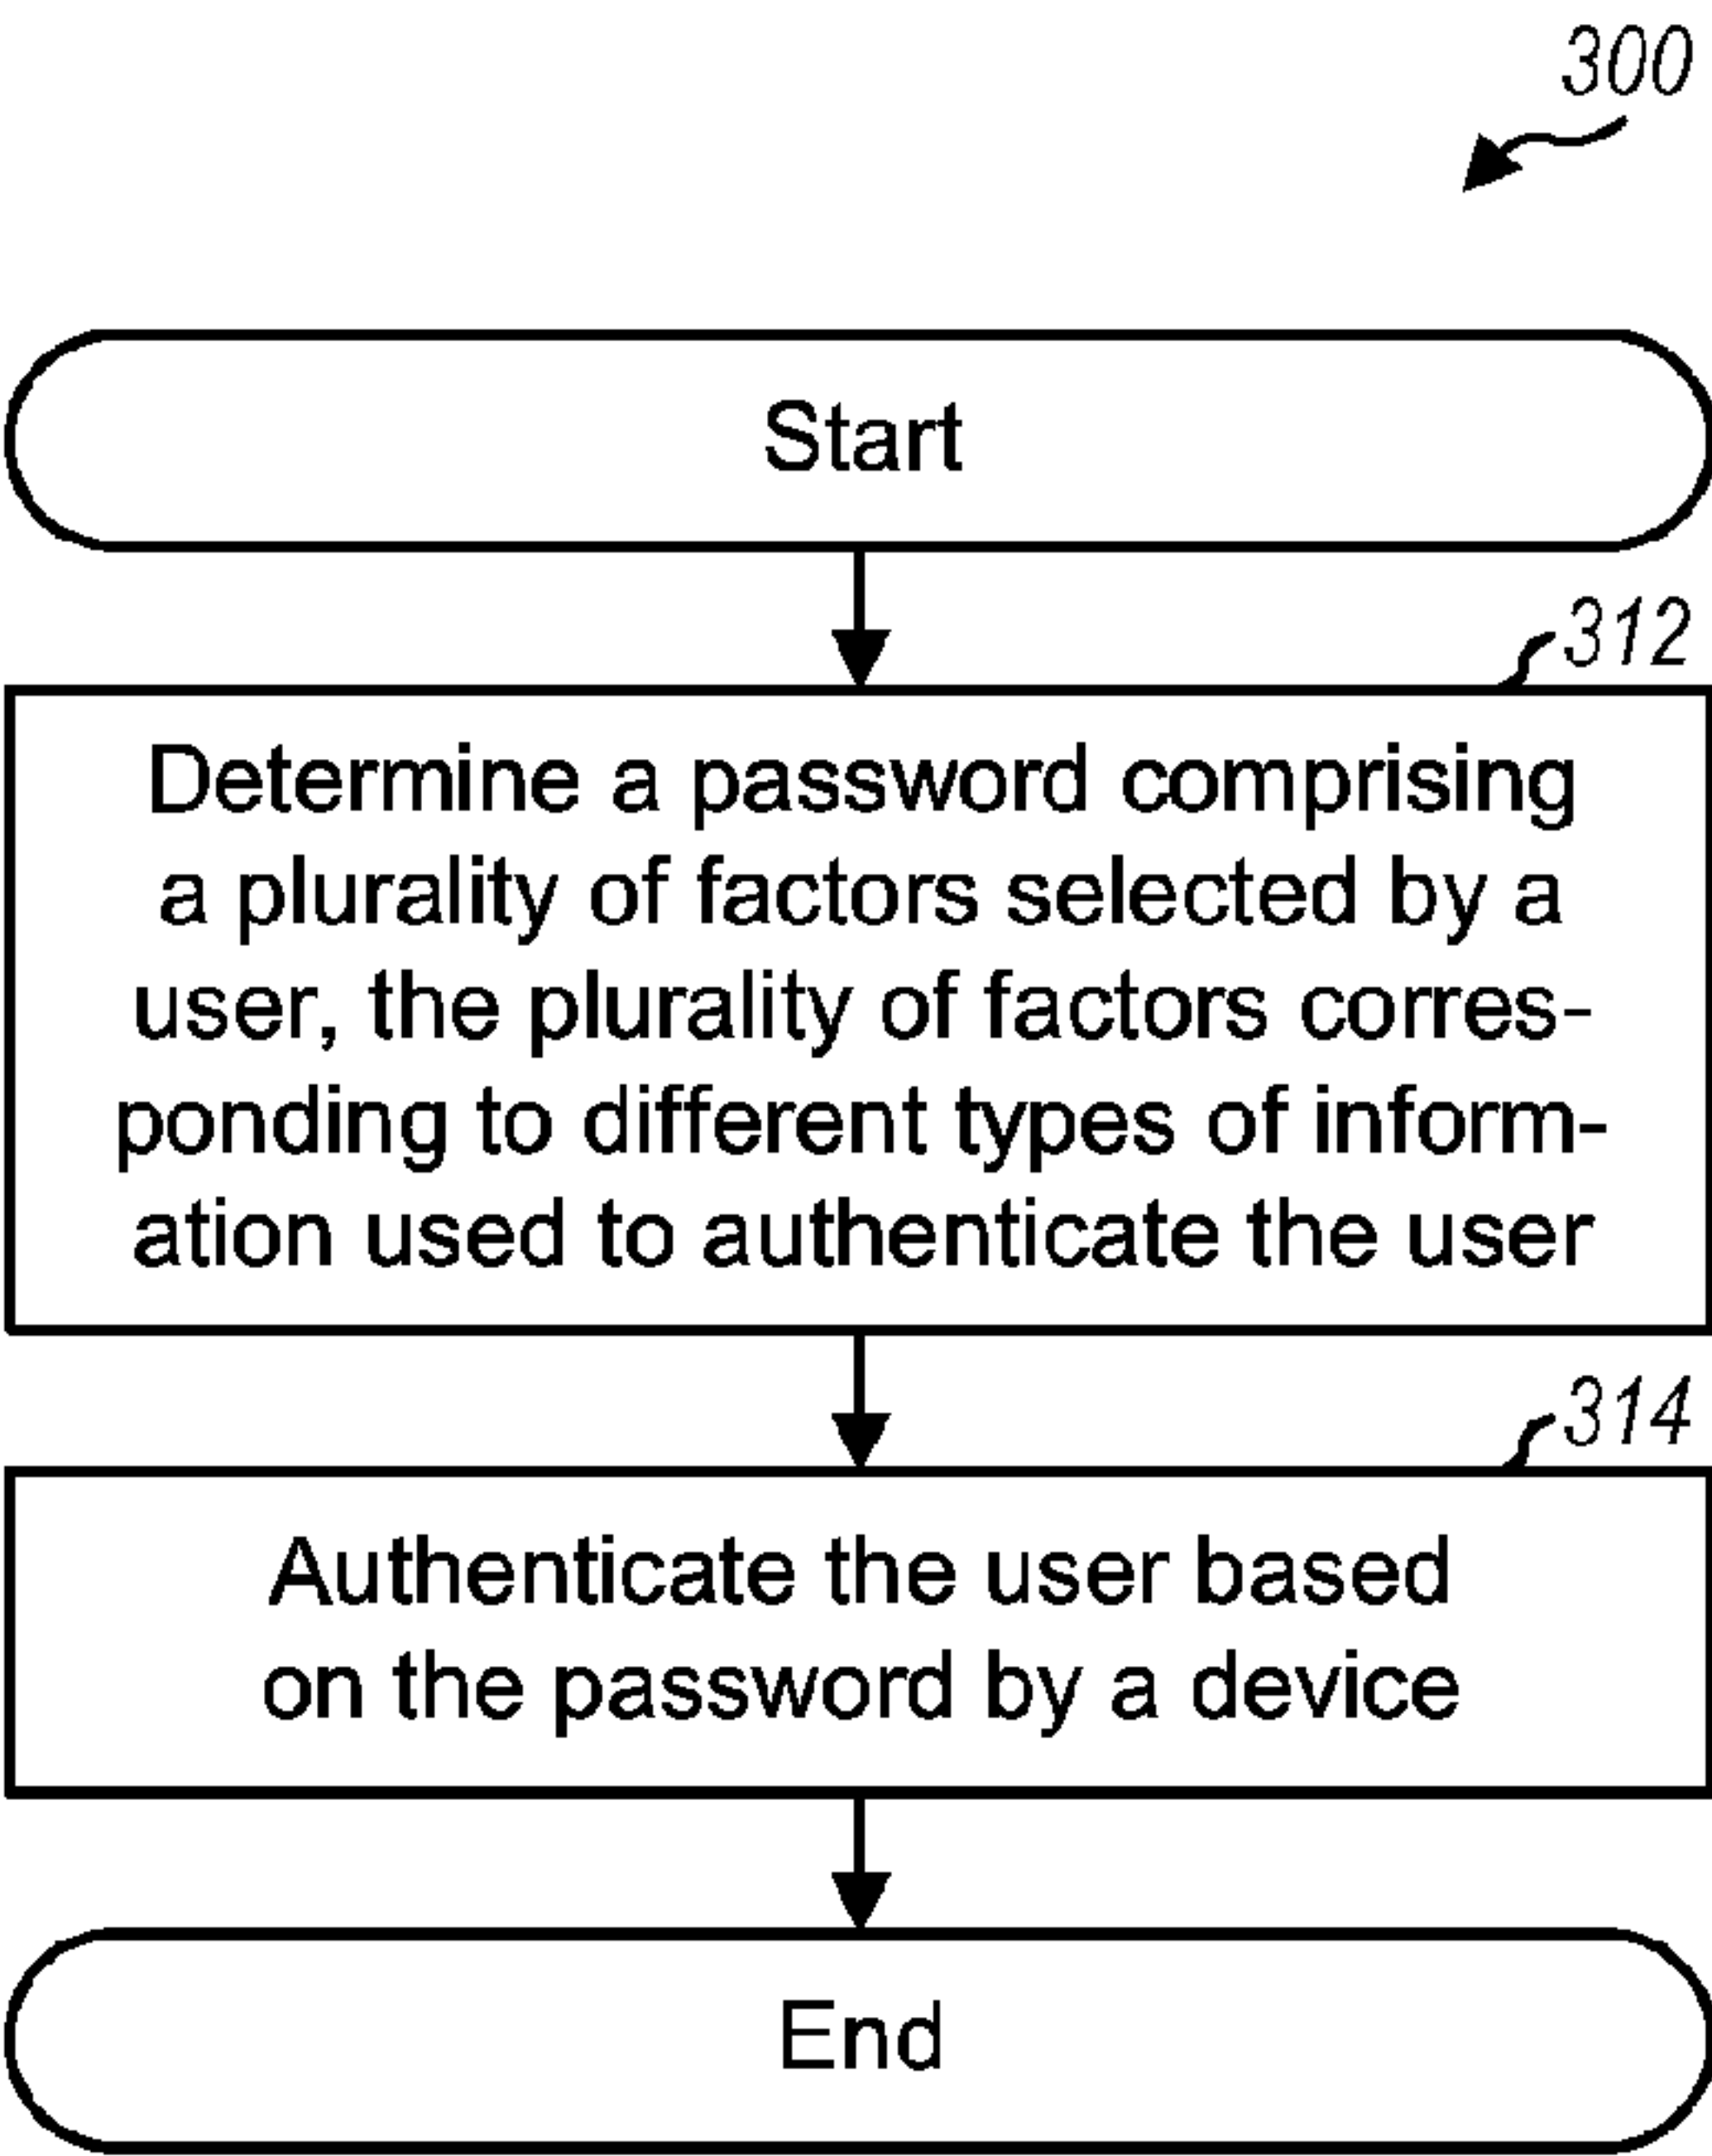 300
Start
312
Determine a password comprising
a plurality of factors selected by a
user, the plurality of factors corres-
ponding to different types of inform-
ation used to authenticate the user
314
Authenticate the user based
on the password by a device
End